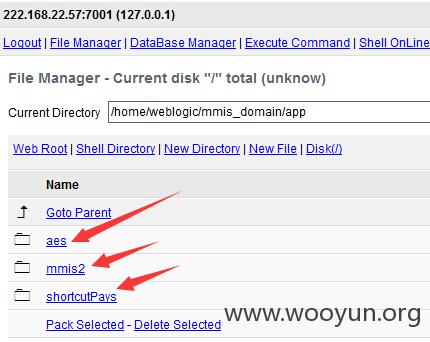 222.168.22.57:7001 (127.0.0.1)
Logout | File Manager | DataBase Manager | Execute Command | Shell OnLine
File Manager - Current disk "/" total (unknow)
Current Directory /home/weblogic/mmis_domain/app
Web Root | Shell Directory | New Directory | New File | Disk(/)
Name
Goto Parent
aes
mmis2
shortcutPays
Pack Selected - Delete Selected
www.wooyun.org